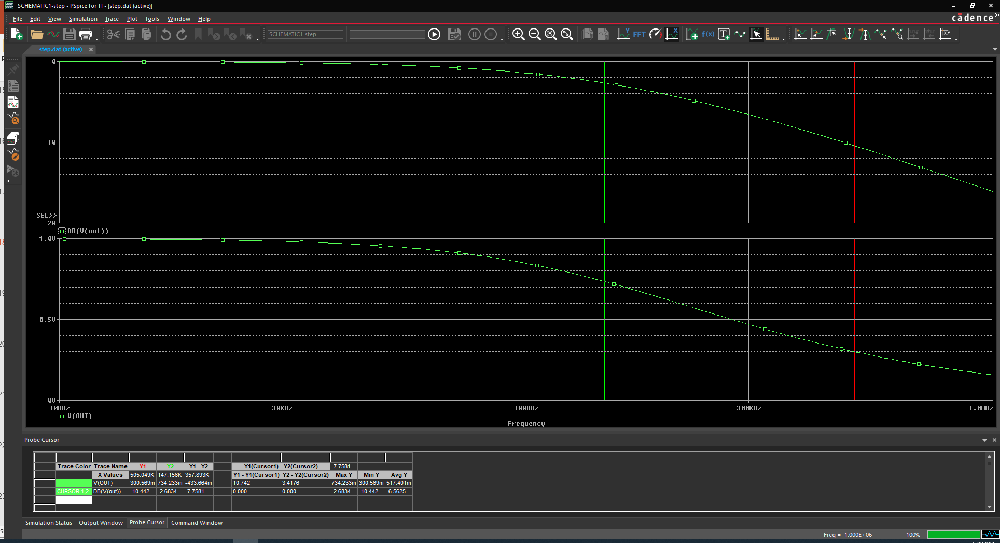 SCHEMATIC1-step - PSpice for TI - [step.dat (active)]
File Edit View Simulation Trace Plot Tools Window Help
cādence®
SCHEMATIC1-step
FFT
f(x)
step.dat (active)
0
-10
SEL>>
-20
DB(V(out))
1.0V
0.5V
0V
10KHz 30KHz 100KHz 300KHz 1.0MHz
V(OUT)
Frequency
Probe Cursor
Trace Color Trace Name Y1 Y2 Y1 - Y2 Y1(Cursor1) - Y2(Cursor2) -7.7581
X Values 505.049K 147.156K 357.893K Y1 - Y1(Cursor1) Y2 - Y2(Cursor2) Max Y Min Y Avg Y
V(OUT) 300.569m 734.233m -433.664m 10.742 3.4176 734.233m 300.569m 517.401m
CURSOR 1,2 DB(V(out)) -10.442 -2.6834 -7.7581 0.000 0.000 -2.6834 -10.442 -6.5625
Simulation Status Output Window Probe Cursor Command Window
Freq = 1.000E+06 100%